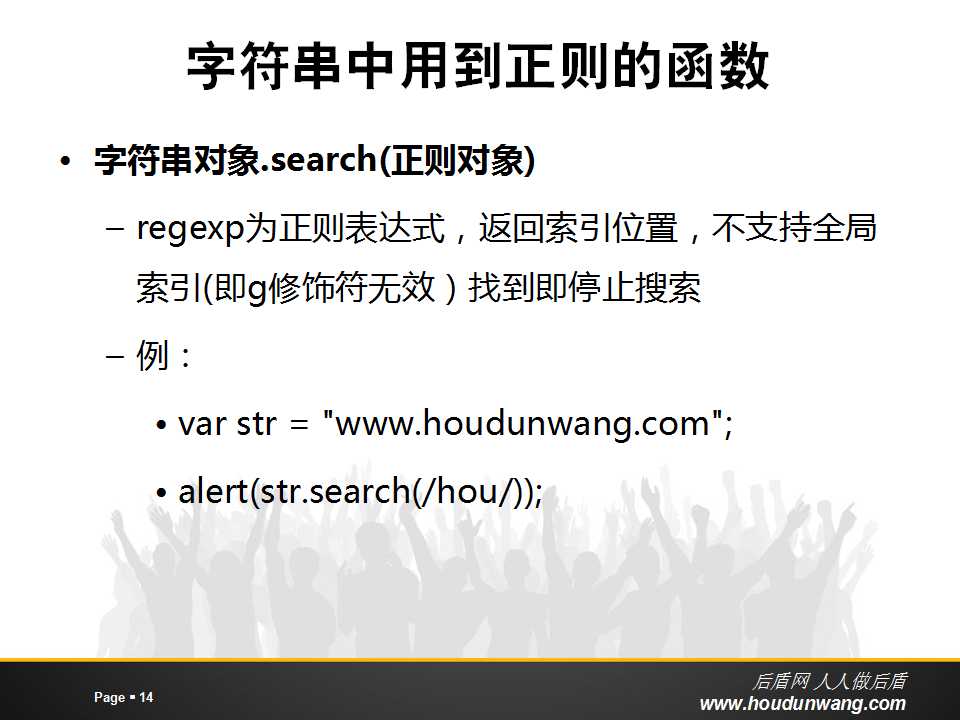 字符串中用到正则的函数
• 字符串对象.search(正则对象)
– regexp为正则表达式，返回索引位置，不支持全局
索引(即g修饰符无效）找到即停止搜索
– 例：
• var str = "www.houdunwang.com";
• alert(str.search(/hou/));
Page ▪ 14
后盾网 人人做后盾
www.houdunwang.com